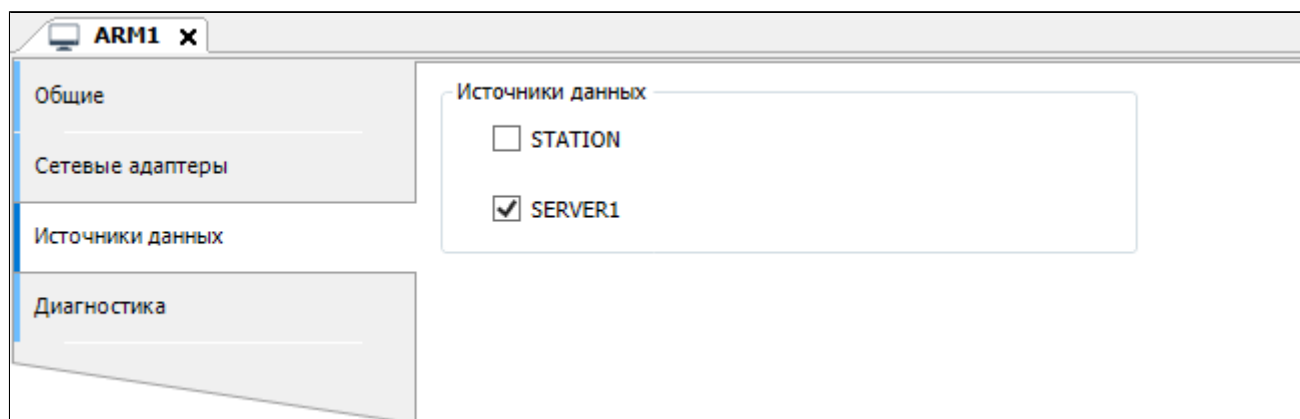 ARM1
Общие
Сетевые адаптеры
Источники данных
Диагностика
Источники данных
STATION
SERVER1